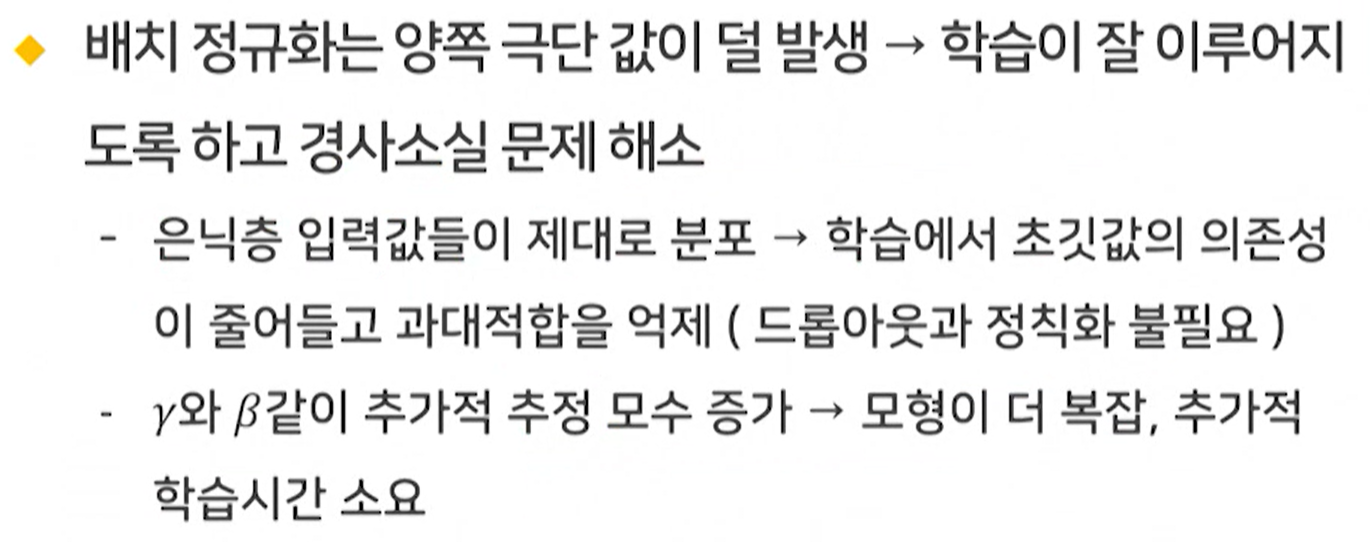 ◆ 배치 정규화는 양쪽 극단 값이 덜 발생 → 학습이 잘 이루어지
도록 하고 경사소실 문제 해소
- 은닉층 입력값들이 제대로 분포 → 학습에서 초깃값의 의존성
이 줄어들고 과대적합을 억제 ( 드롭아웃과 정칙화 불필요 )
- γ와 β같이 추가적 추정 모수 증가 → 모형이 더 복잡, 추가적
학습시간 소요